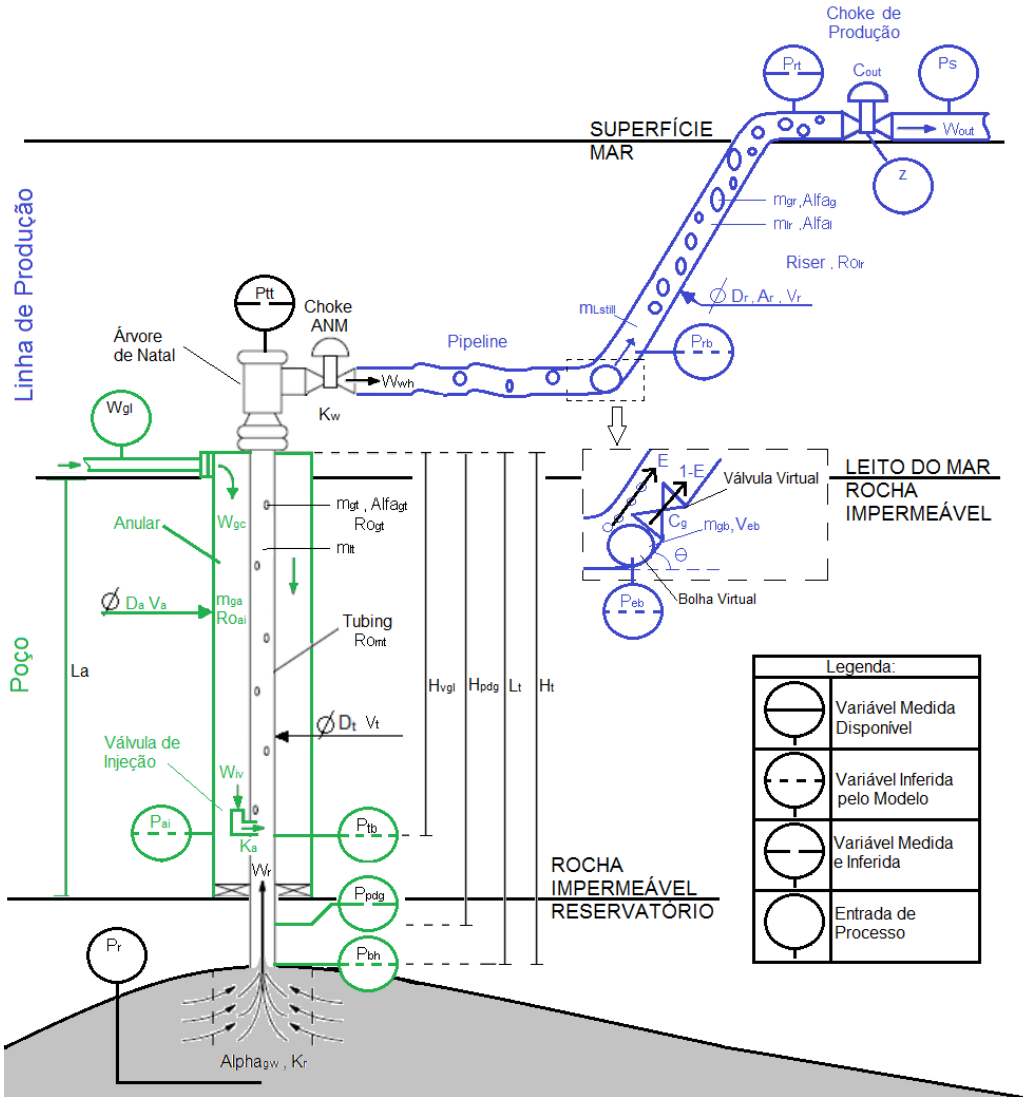 Choke de
Produção
Prt
Cout
Ps
Wout
SUPERFÍCIE
MAR
z
mgr ,Alfag
mlr ,Alfal
Riser , ROlr
Ø Dr, Ar, Vr
mLstill
Prb
Linha de Produção
Ptt
Choke
ANM
Árvore
de Natal
Pipeline
Wwh
Kw
Wgl
E
1-E
Válvula Virtual
Cg
mgb, Veb
Θ
Bolha Virtual
Peb
LEITO DO MAR
ROCHA
IMPERMEÁVEL
Wgc
Anular
mgt , Alfagt
ROgt
mlt
Ø Da Va
mga
Roai
Tubing
ROmt
Poço
La
Hvgl
Hpdg
Lt
Ht
Ø Dt Vt
Válvula de
Injeção
Wiv
Pai
Ka
Ptb
Wr
ROCHA
IMPERMEÁVEL
RESERVATÓRIO
Ppdg
Pbh
Pr
Alphagw , Kr
Legenda:
Variável Medida
Disponível
Variável Inferida
pelo Modelo
Variável Medida
e Inferida
Entrada de
Processo